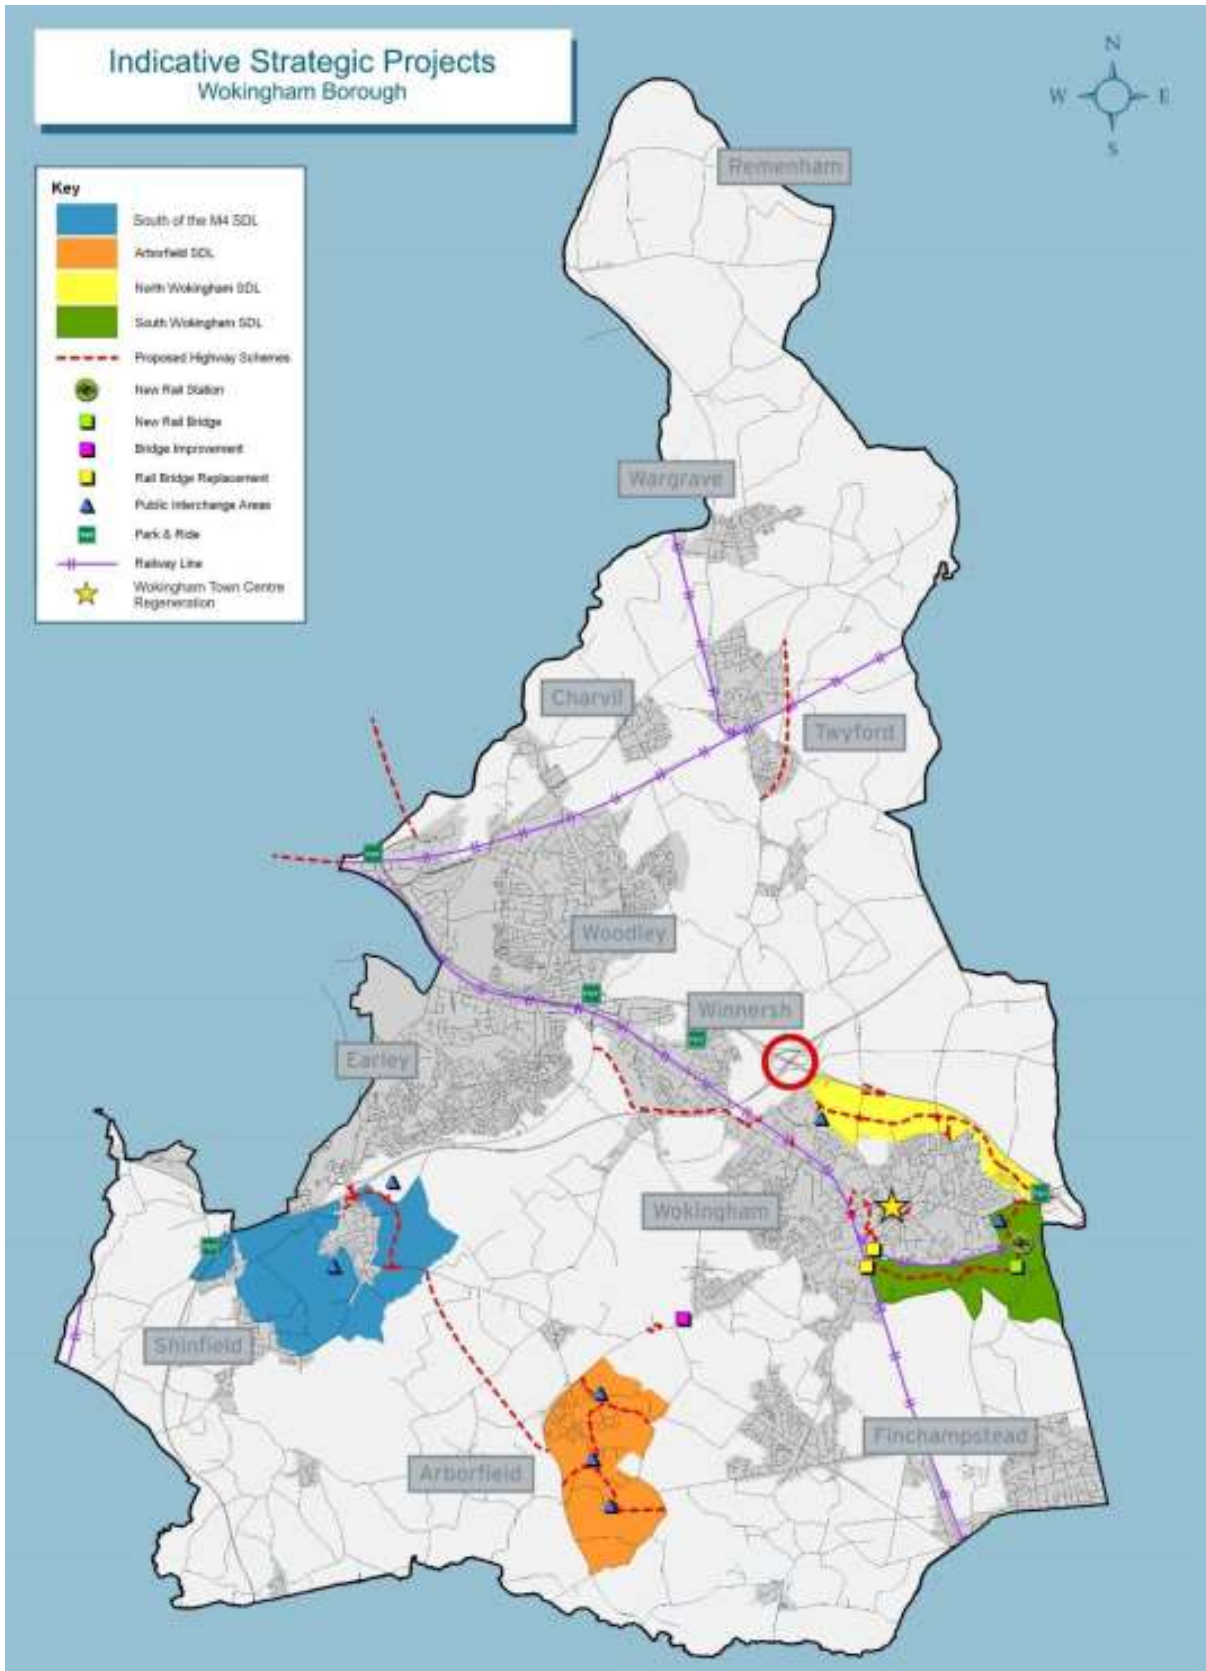 Indicative Strategic Projects
Wokingham Borough
N
W
E
S
Key
South of the M4 SDL
Arborfield SDL
North Wokingham SDL
South Wokingham SDL
Proposed Highway Schemes
New Rail Station
New Rail Bridge
Bridge Improvement
Rail Bridge Replacement
Public Interchange Areas
Park & Ride
Railway Line
Wokingham Town Centre
Regeneration
Remenham
Wargrave
Charvil
Twyford
Woodley
Winnersh
Earley
Wokingham
Shinfield
Finchampstead
Arborfield